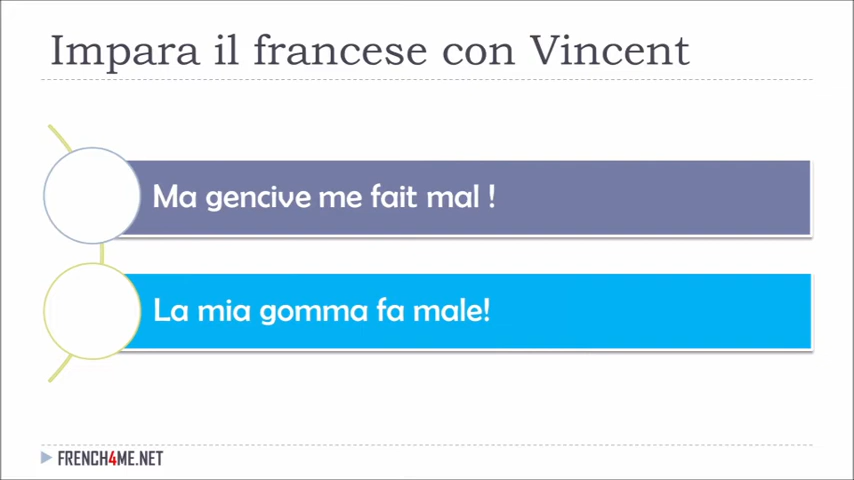 Impara il francese con Vincent
Ma gencive me fait mal !
La mia gomma fa male!
FRENCH4ME.NET